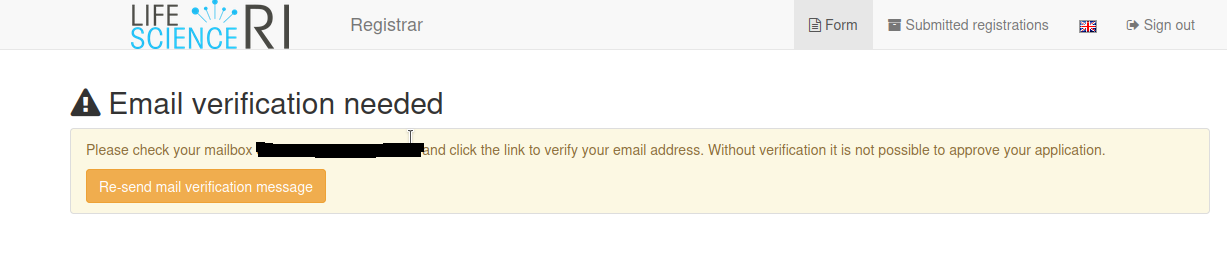 LIFE SCIENCE RI
Registrar
Form
Submitted registrations
Sign out
Email verification needed
Please check your mailbox and click the link to verify your email address. Without verification it is not possible to approve your application.
Re-send mail verification message